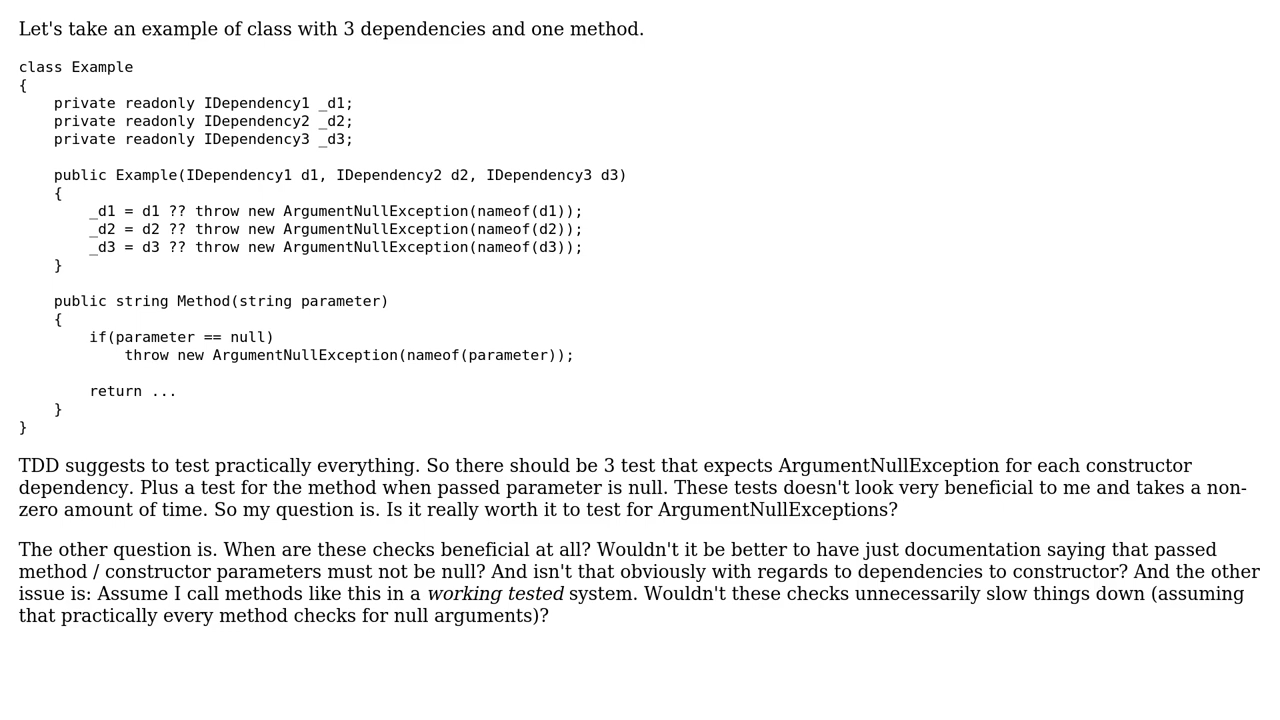 Let's take an example of class with 3 dependencies and one method.
class Example
{
    private readonly IDependency1 _d1;
    private readonly IDependency2 _d2;
    private readonly IDependency3 _d3;

    public Example(IDependency1 d1, IDependency2 d2, IDependency3 d3)
    {
        _d1 = d1 ?? throw new ArgumentNullException(nameof(d1));
        _d2 = d2 ?? throw new ArgumentNullException(nameof(d2));
        _d3 = d3 ?? throw new ArgumentNullException(nameof(d3));
    }

    public string Method(string parameter)
    {
        if(parameter == null)
            throw new ArgumentNullException(nameof(parameter));

        return ...
    }
}
TDD suggests to test practically everything. So there should be 3 test that expects ArgumentNullException for each constructor
dependency. Plus a test for the method when passed parameter is null. These tests doesn't look very beneficial to me and takes a non-
zero amount of time. So my question is. Is it really worth it to test for ArgumentNullExceptions?
The other question is. When are these checks beneficial at all? Wouldn't it be better to have just documentation saying that passed
method / constructor parameters must not be null? And isn't that obviously with regards to dependencies to constructor? And the other
issue is: Assume I call methods like this in a working tested system. Wouldn't these checks unnecessarily slow things down (assuming
that practically every method checks for null arguments)?